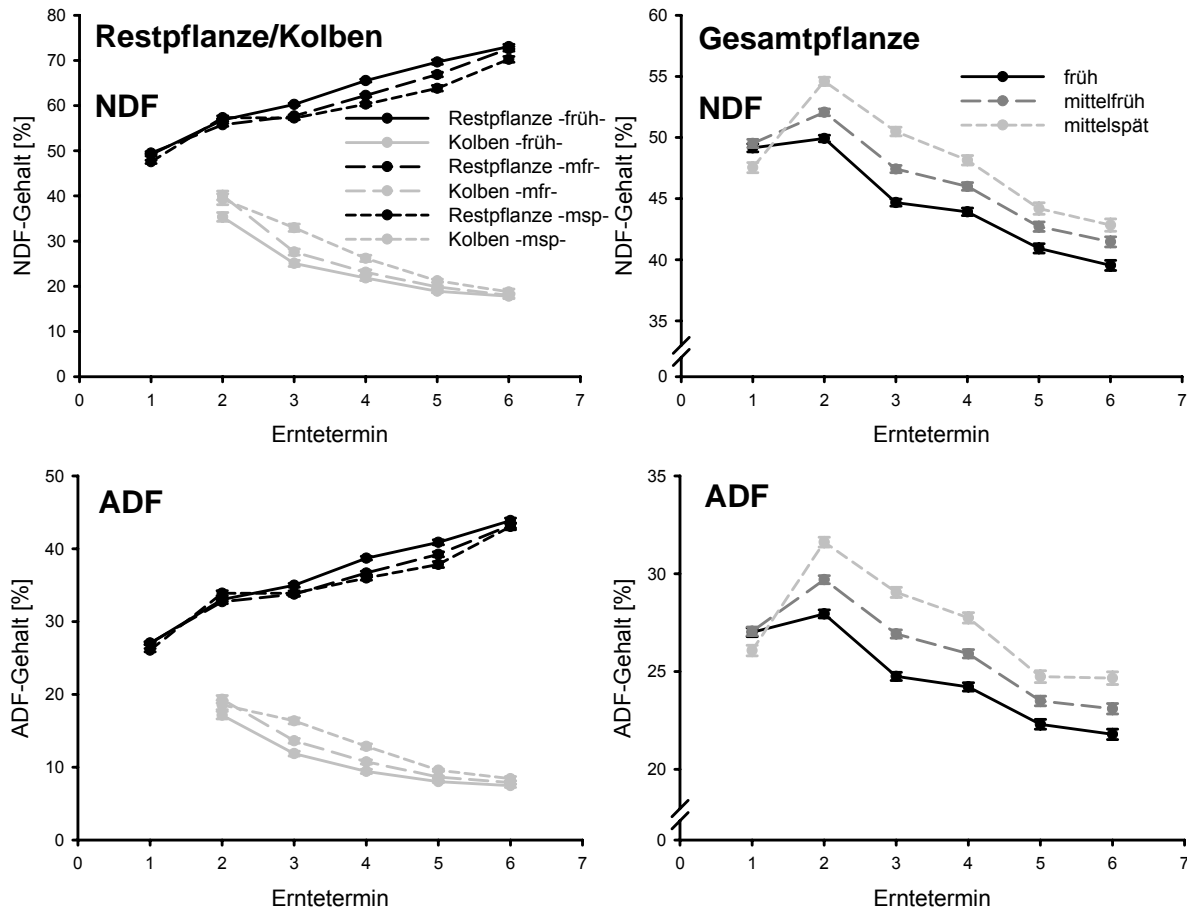 Restpflanze/Kolben
NDF
NDF-Gehalt [%]
80
70
60
50
40
30
20
10
0
Restpflanze -früh-
Kolben -früh-
Restpflanze -mfr-
Kolben -mfr-
Restpflanze -msp-
Kolben -msp-
0 1 2 3 4 5 6 7
Erntetermin
Gesamtpflanze
NDF
NDF-Gehalt [%]
60
55
50
45
40
35
0
früh
mittelfrüh
mittelspät
0 1 2 3 4 5 6 7
Erntetermin
ADF
ADF-Gehalt [%]
50
40
30
20
10
0
0 1 2 3 4 5 6 7
Erntetermin
ADF
ADF-Gehalt [%]
35
30
25
20
0
0 1 2 3 4 5 6 7
Erntetermin